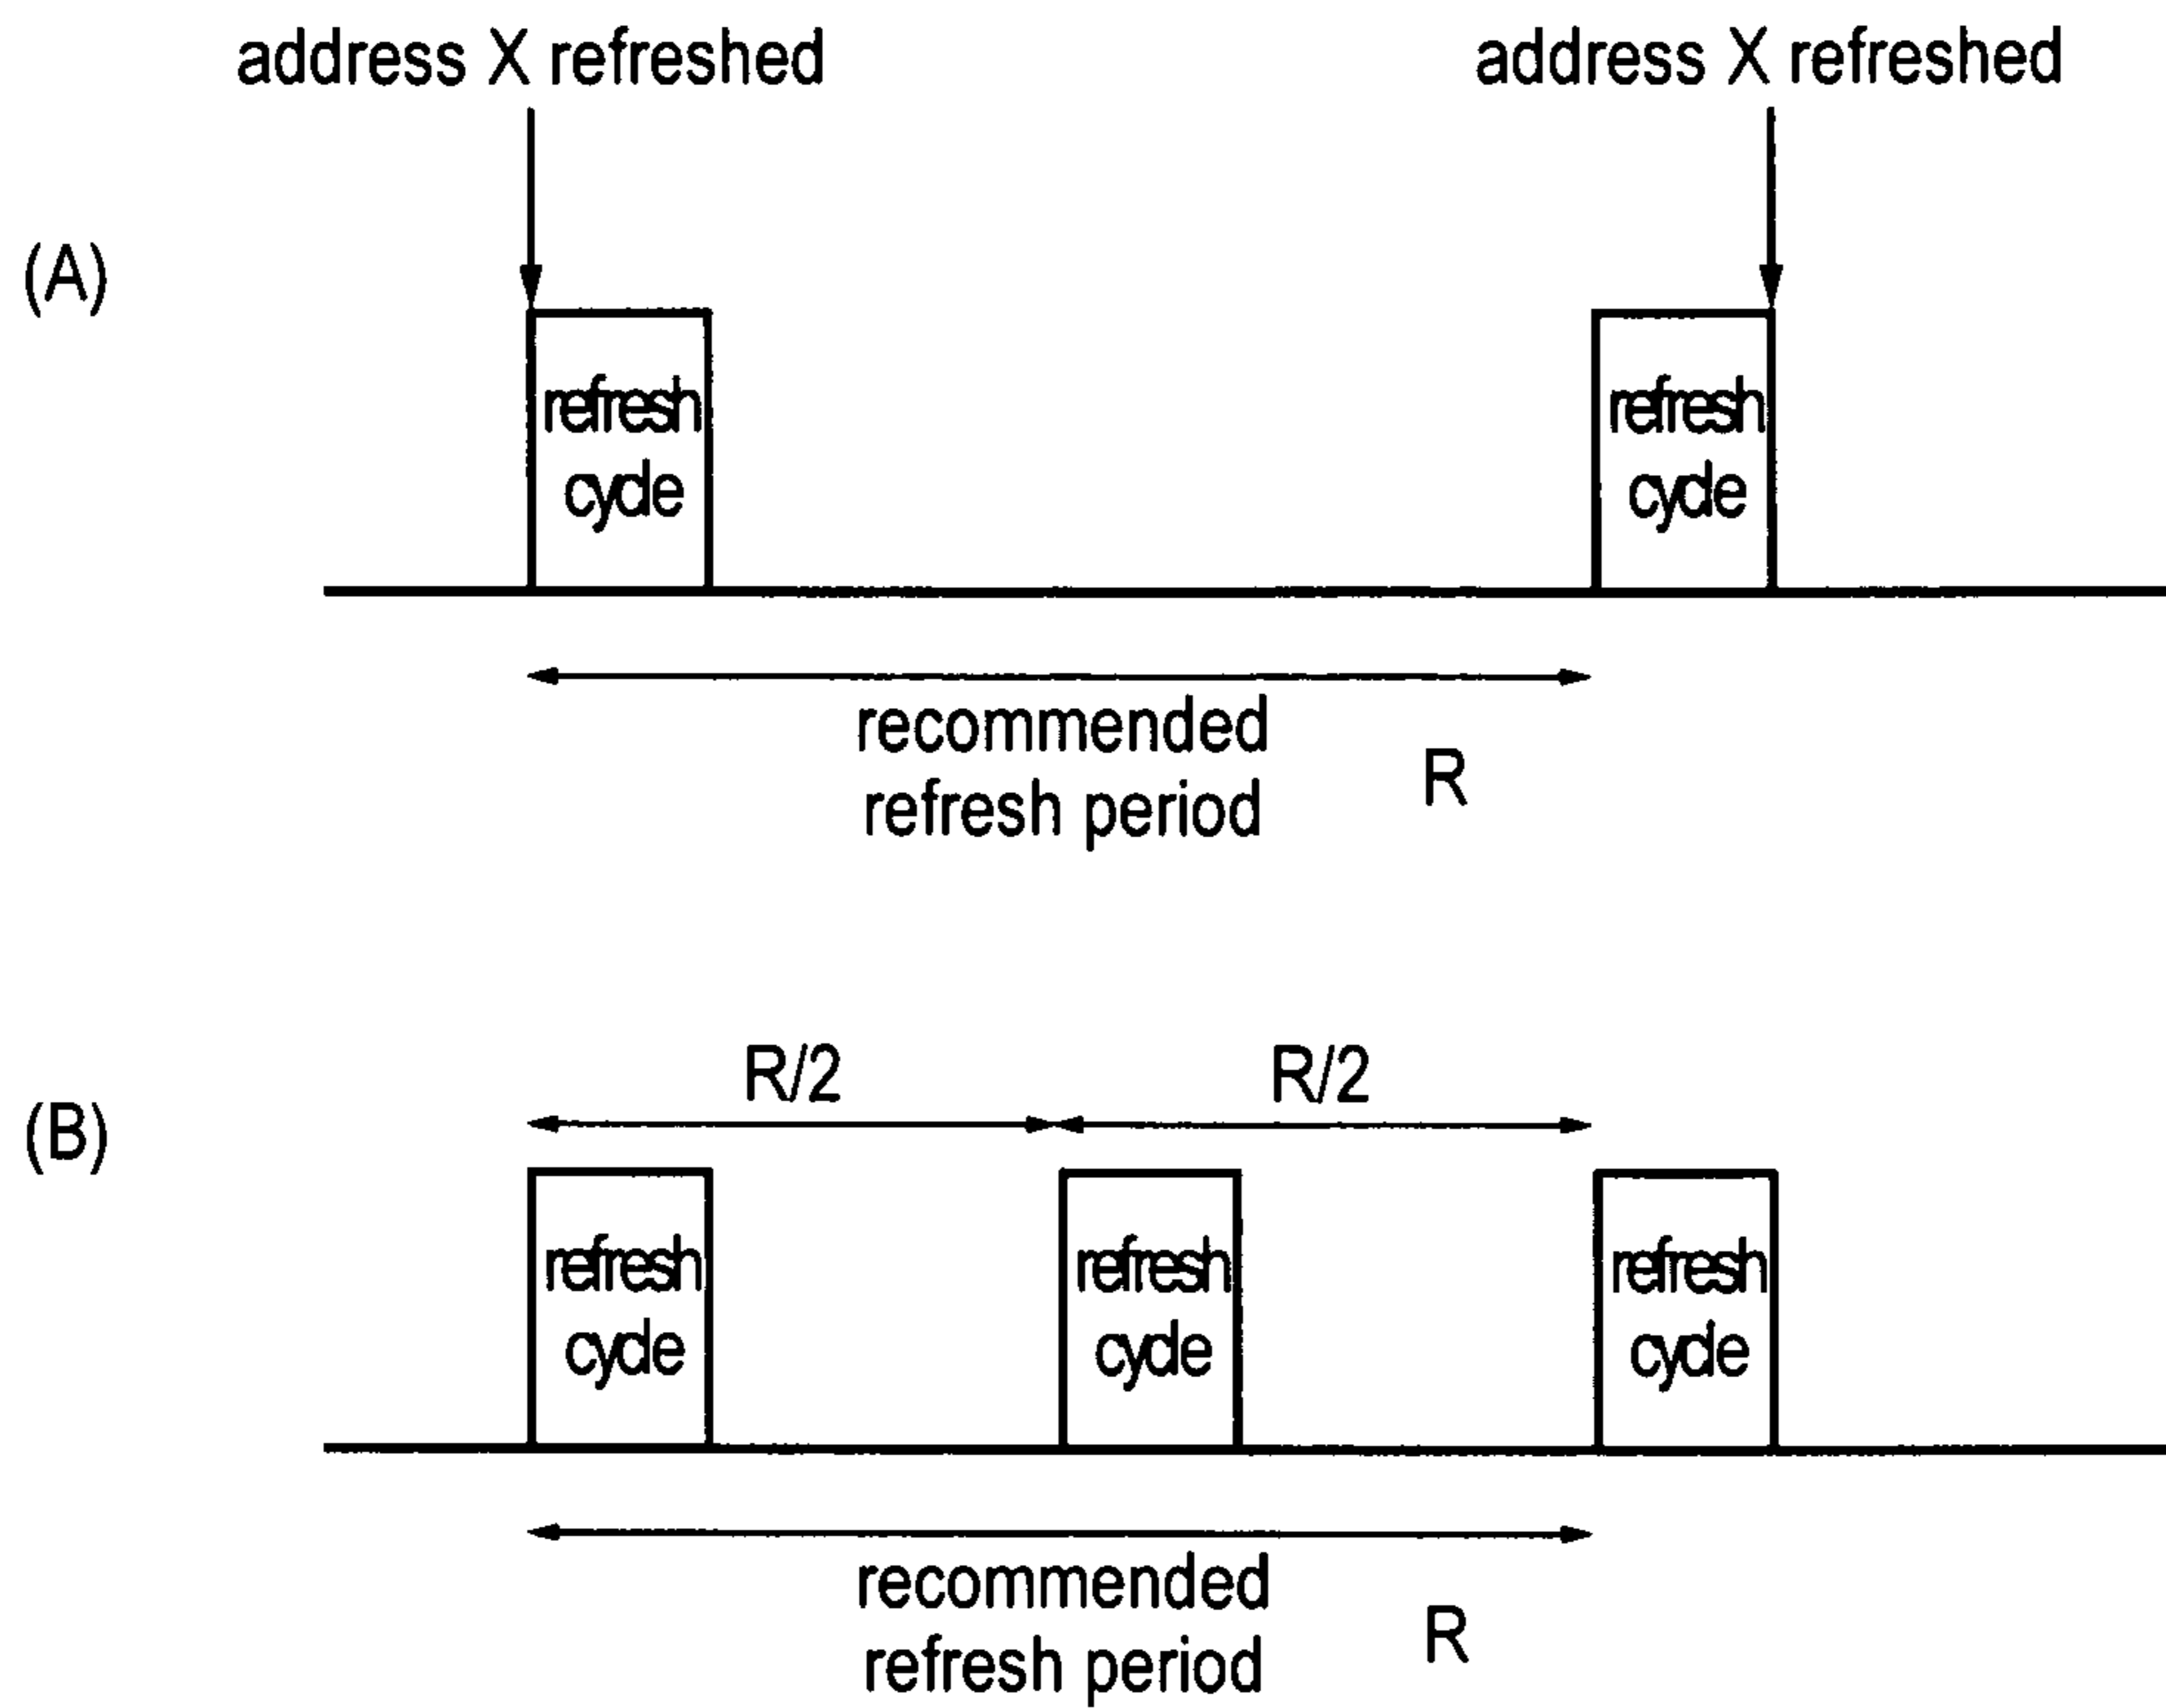 address X refreshed
address X refreshed
(A)
refresh
cycle
refresh
cycle
recommended
refresh period
R
R/2
R/2
(B)
refresh
cycle
refresh
cycle
refresh
cycle
recommended
refresh period
R